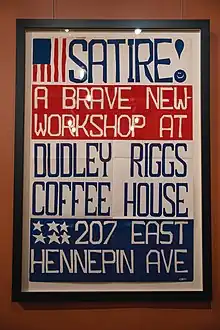 SATIRE!
A BRAVE NEW
WORKSHOP AT
DUDLEY RIGGS
COFFEE HOUSE
207 EAST
HENNEPIN AVE